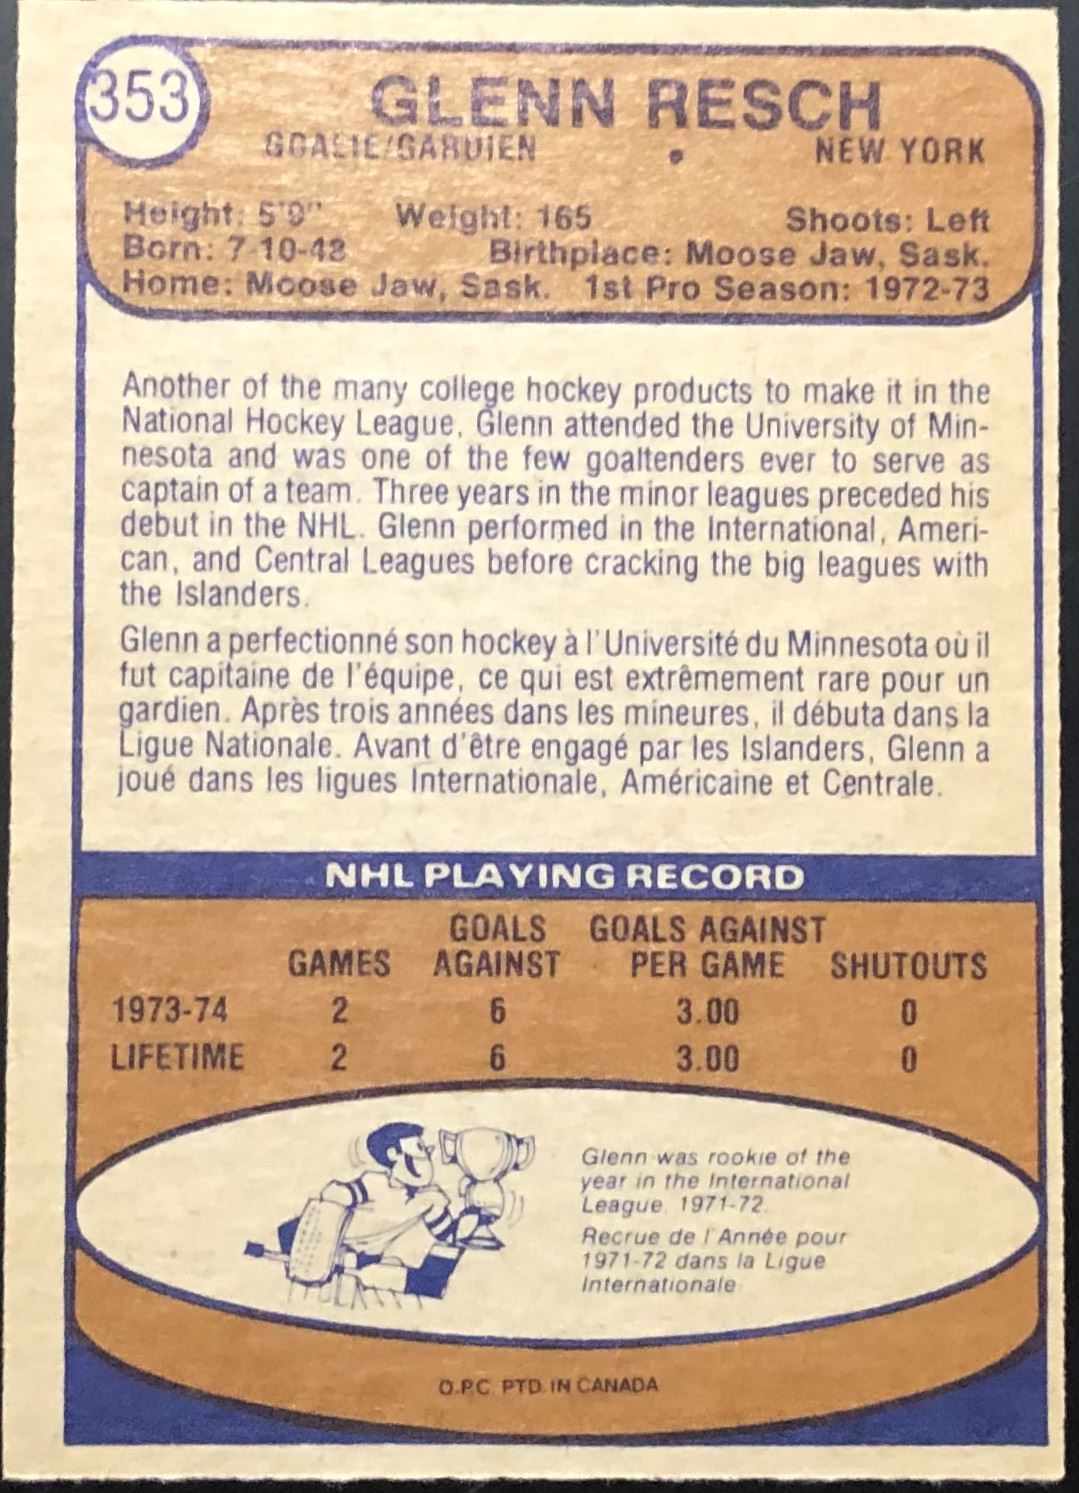 353
GLENN RESCH
GOALIE/GARDIEN • NEW YORK
Height: 5'9" Weight: 165 Shoots: Left
Born: 7-10-48 Birthplace: Moose Jaw, Sask.
Home: Moose Jaw, Sask. 1st Pro Season: 1972-73
Another of the many college hockey products to make it in the
National Hockey League, Glenn attended the University of Min-
nesota and was one of the few goaltenders ever to serve as
captain of a team. Three years in the minor leagues preceded his
debut in the NHL. Glenn performed in the International, Ameri-
can, and Central Leagues before cracking the big leagues with
the Islanders.
Glenn a perfectionné son hockey à l'Université du Minnesota où il
fut capitaine de l'équipe, ce qui est extrêmement rare pour un
gardien. Après trois années dans les mineures, il débuta dans la
Ligue Nationale. Avant d'être engagé par les Islanders, Glenn a
joué dans les ligues Internationale, Américaine et Centrale.
NHL PLAYING RECORD
GOALS GOALS AGAINST
GAMES AGAINST PER GAME SHUTOUTS
1973-74 2 6 3.00 0
LIFETIME 2 6 3.00 0
Glenn was rookie of the
year in the International
League, 1971-72.
Recrue de l'Année pour
1971-72 dans la Ligue
Internationale.
O.P.C. PTD. IN CANADA